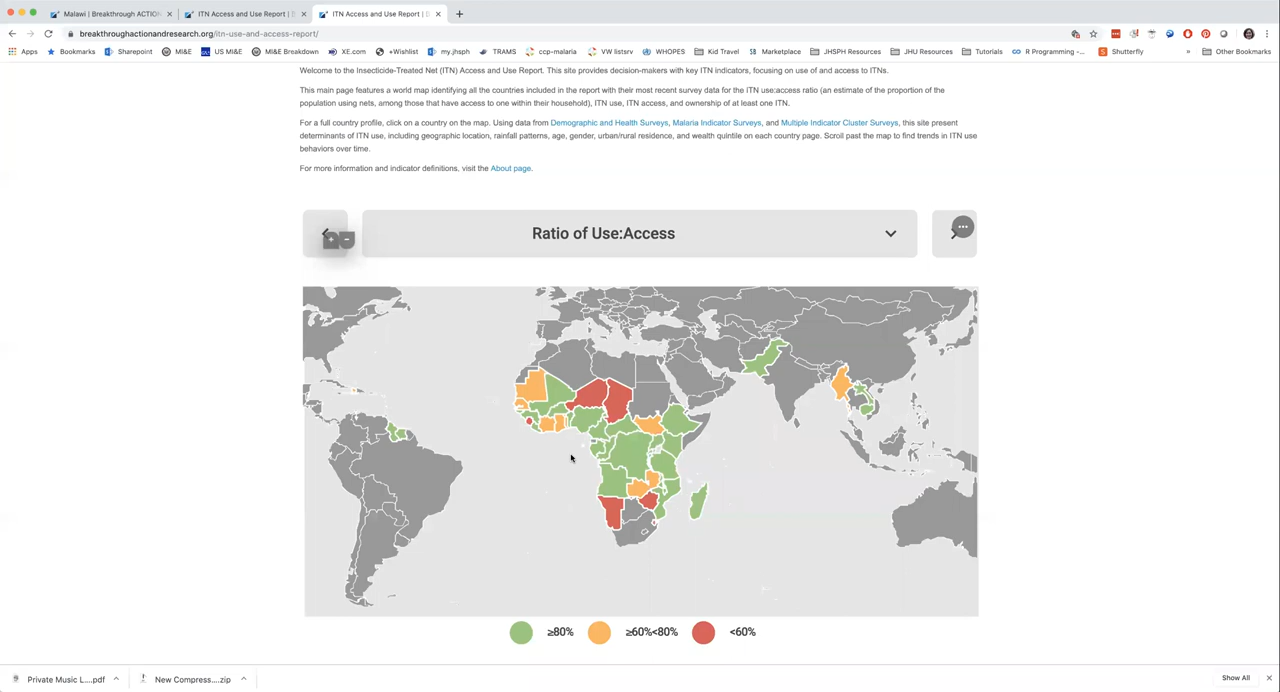 Malawi | Breakthrough ACTION
ITN Access and Use Report | D
ITN Access and Use Report | D
breakthroughactionandresearch.org/itn-use-and-access-report/
Apps
Bookmarks
Sharepoint
MI&E
US MI&E
MI&E Breakdown
XE.com
+Wishlist
my.jhsph
TRAMS
ccp-malaria
VW listsrv
WHOPES
Kid Travel
Marketplace
JHSPH Resources
JHU Resources
Tutorials
R Programming -...
Shutterfly
»
Other Bookmarks
Welcome to the Insecticide-Treated Net (ITN) Access and Use Report. This site provides decision-makers with key ITN indicators, focusing on use of and access to ITNs.
This main page features a world map identifying all the countries included in the report with their most recent survey data for the ITN use:access ratio (an estimate of the proportion of the
population using nets, among those that have access to one within their household), ITN use, ITN access, and ownership of at least one ITN.
For a full country profile, click on a country on the map. Using data from Demographic and Health Surveys, Malaria Indicator Surveys, and Multiple Indicator Cluster Surveys, this site present
determinants of ITN use, including geographic location, rainfall patterns, age, gender, urban/rural residence, and wealth quintile on each country page. Scroll past the map to find trends in ITN use
behaviors over time.
For more information and indicator definitions, visit the About page.
Ratio of Use:Access
≥80%
≥60%<80%
<60%
Private Music L....pdf
New Compress....zip
Show All